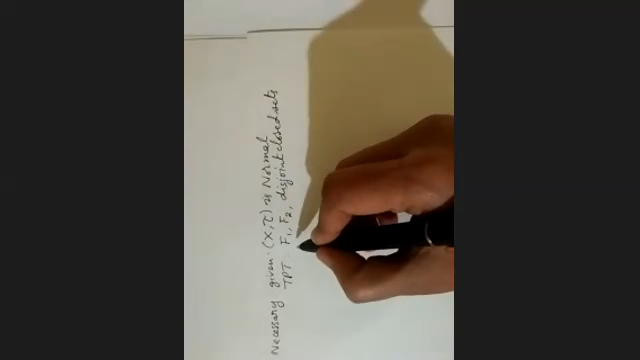 Necessary given: (X, τ) is Normal
TPT F₁, F₂, disjoint closed sets